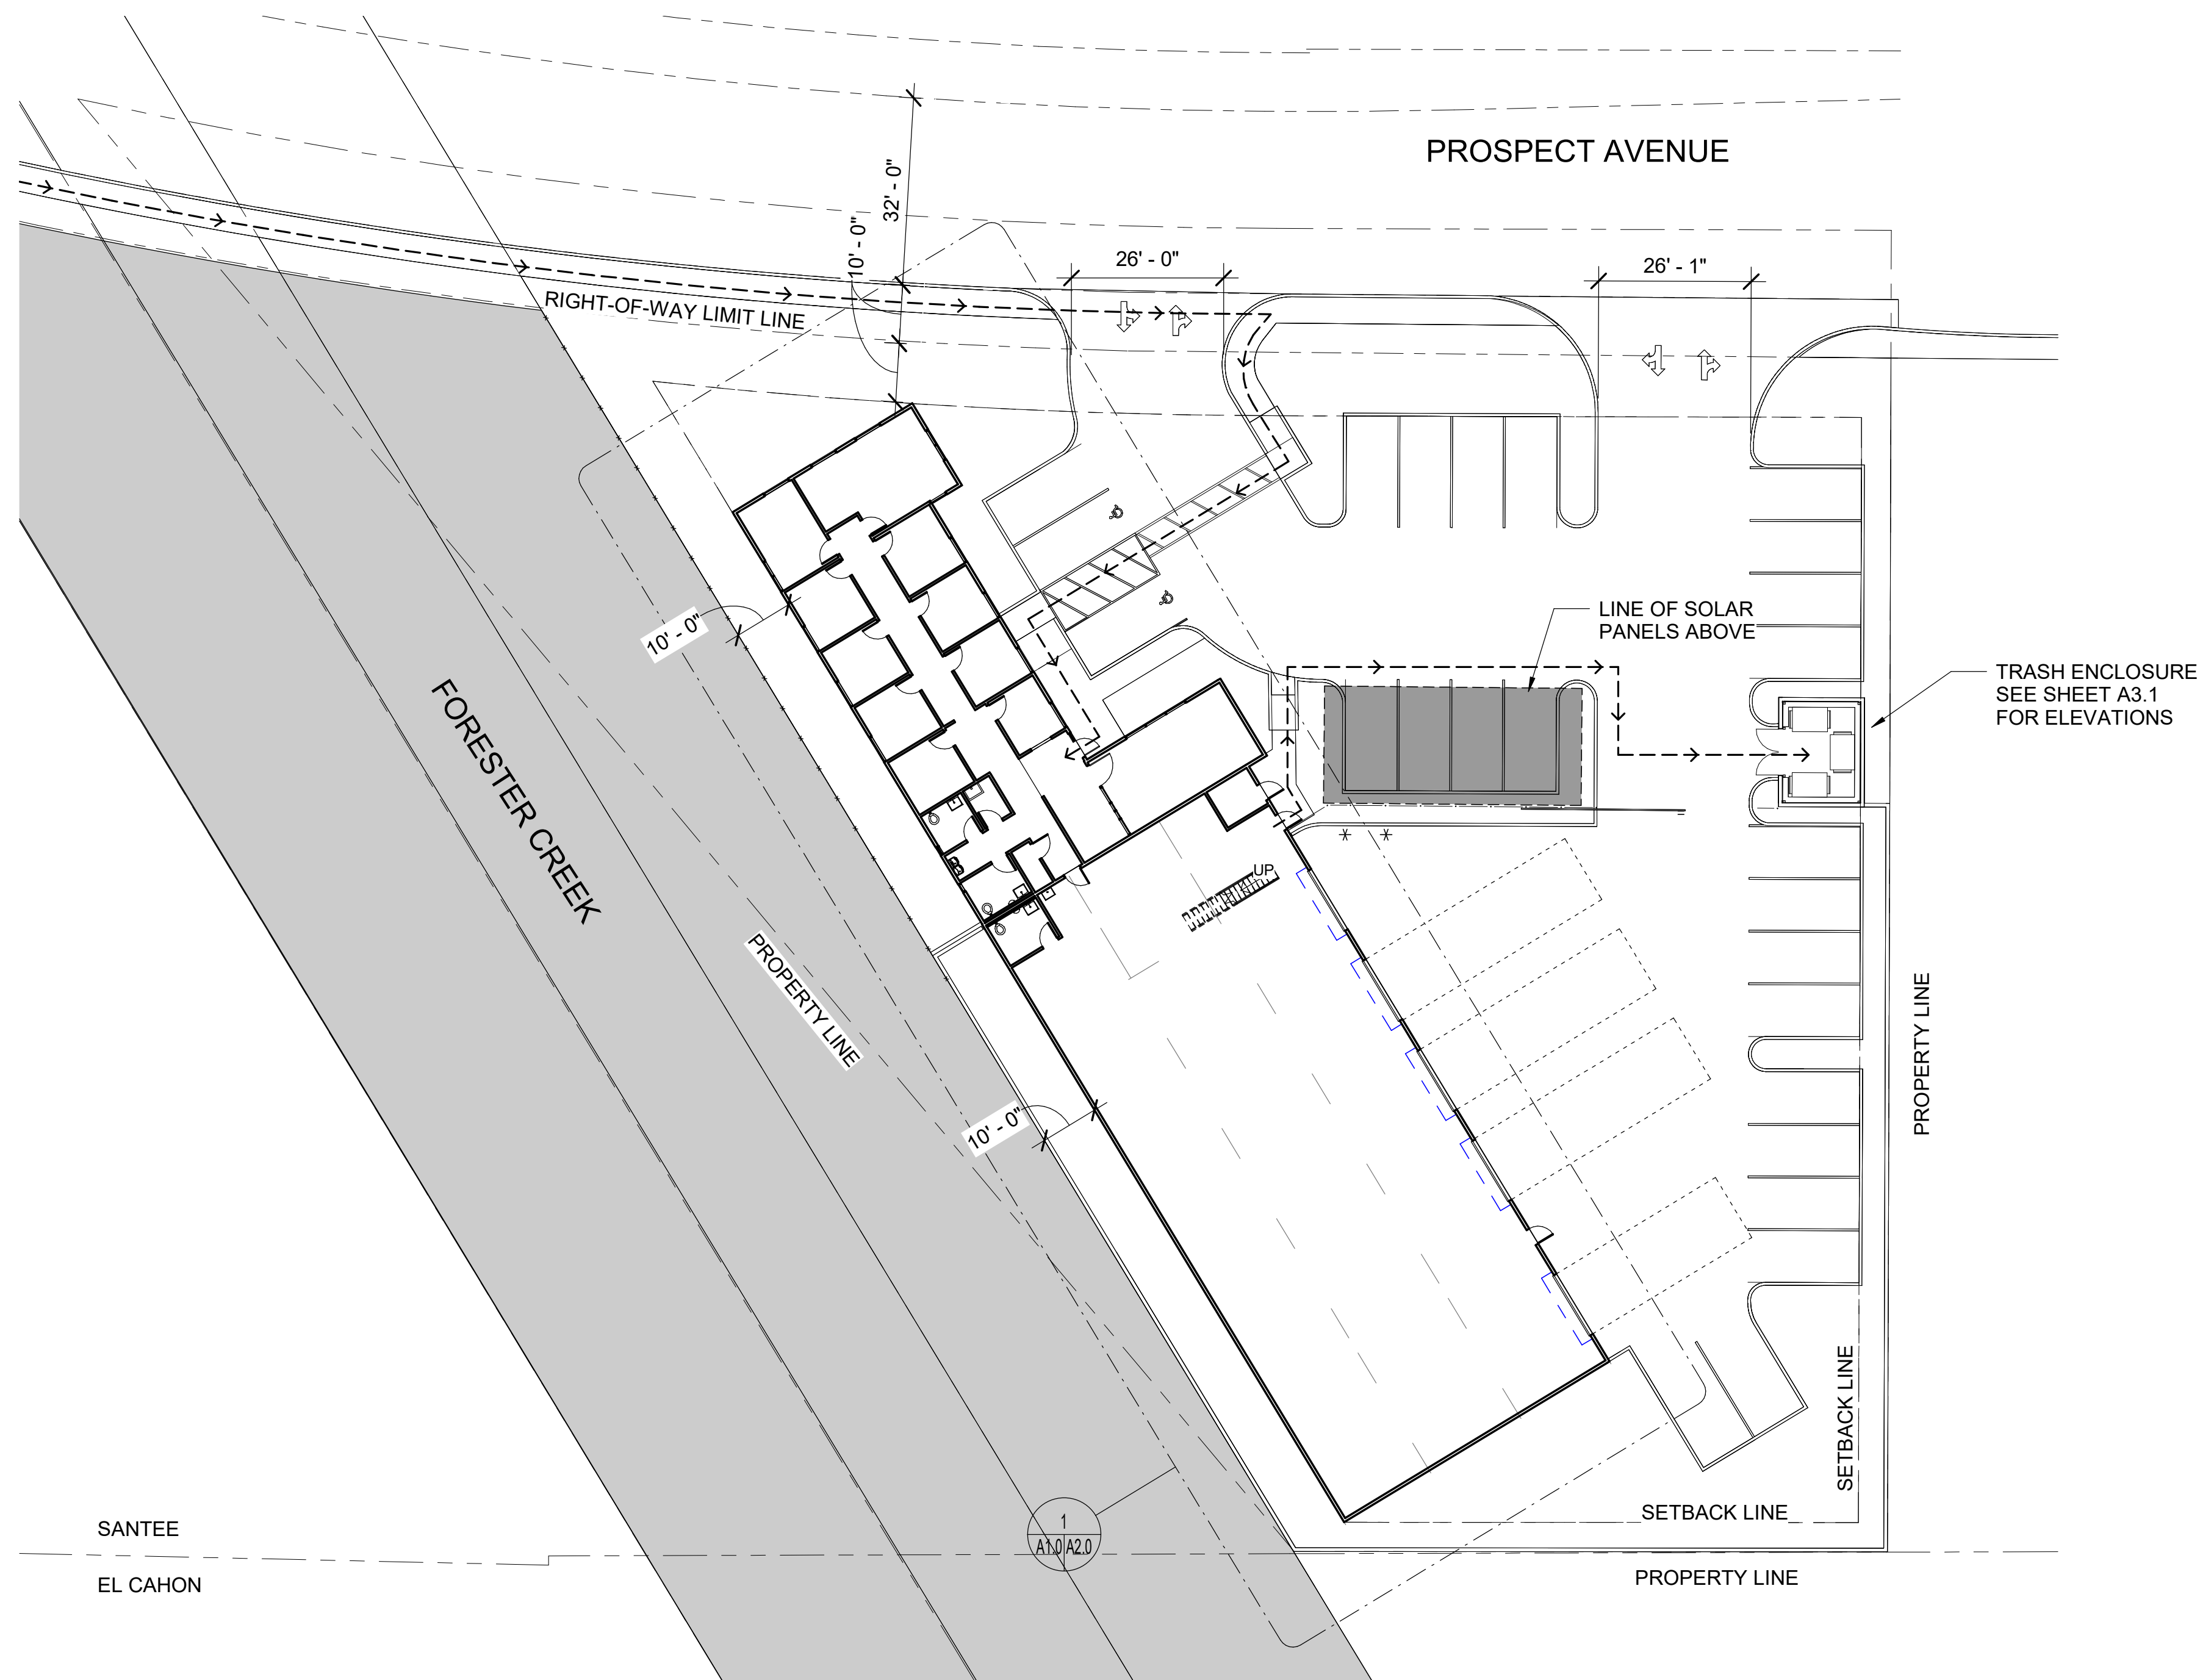 PROSPECT AVENUE
32' - 0"
10' - 0"
26' - 0"
26' - 1"
RIGHT-OF-WAY LIMIT LINE
LINE OF SOLAR
PANELS ABOVE
10' - 0"
TRASH ENCLOSURE
SEE SHEET A3.1
FOR ELEVATIONS
FORESTER CREEK
UP
PROPERTY LINE
PROPERTY LINE
10' - 0"
SETBACK LINE
SETBACK LINE
1
A1.0 A2.0
SANTEE
EL CAHON
PROPERTY LINE